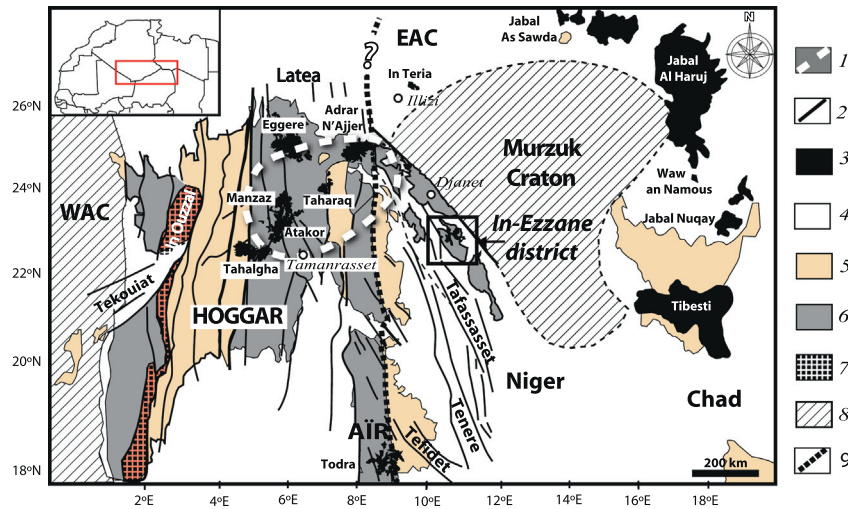 Jabal
As Sawda
N
EAC
?
Latea
In Teria
Jabal
Al Haruj
1
26°N
Illizi
Adrar
N'Ajjer
Eggere
2
Murzuk
Craton
3
24°N
Djanet
Waw
an Namous
WAC
In Ouzzal
Manzaz
Taharaq
Jabal Nuqay
4
Atakor
In-Ezzane
district
22°N
Tahalgha
Tamanrasset
5
Tekouiat
Tafassasset
Tibesti
HOGGAR
6
20°N
Niger
7
Chad
Tenere
AÏR
Tefidet
8
Todra
200 km
9
18°N
2°E
4°E
6°E
8°E
10°E
12°E
14°E
16°E
18°E